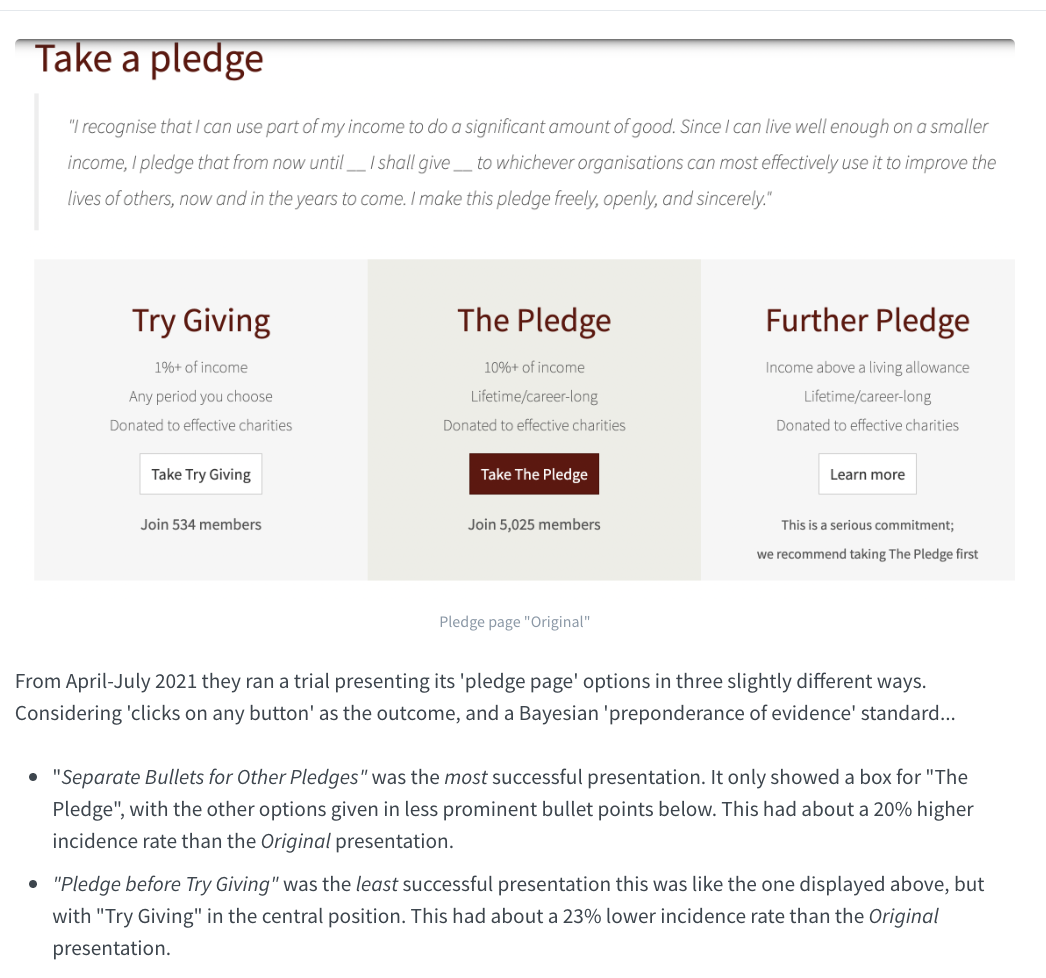 Take a pledge
"I recognise that I can use part of my income to do a significant amount of good. Since I can live well enough on a smaller
income, I pledge that from now until __ I shall give __ to whichever organisations can most effectively use it to improve the
lives of others, now and in the years to come. I make this pledge freely, openly, and sincerely."
Try Giving
1%+ of income
Any period you choose
Donated to effective charities
Take Try Giving
Join 534 members
The Pledge
10%+ of income
Lifetime/career-long
Donated to effective charities
Take The Pledge
Join 5,025 members
Further Pledge
Income above a living allowance
Lifetime/career-long
Donated to effective charities
Learn more
This is a serious commitment;
we recommend taking The Pledge first
Pledge page "Original"
From April-July 2021 they ran a trial presenting its 'pledge page' options in three slightly different ways.
Considering 'clicks on any button' as the outcome, and a Bayesian 'preponderance of evidence' standard...
• "Separate Bullets for Other Pledges" was the most successful presentation. It only showed a box for "The
Pledge", with the other options given in less prominent bullet points below. This had about a 20% higher
incidence rate than the Original presentation.
• "Pledge before Try Giving" was the least successful presentation this was like the one displayed above, but
with "Try Giving" in the central position. This had about a 23% lower incidence rate than the Original
presentation.